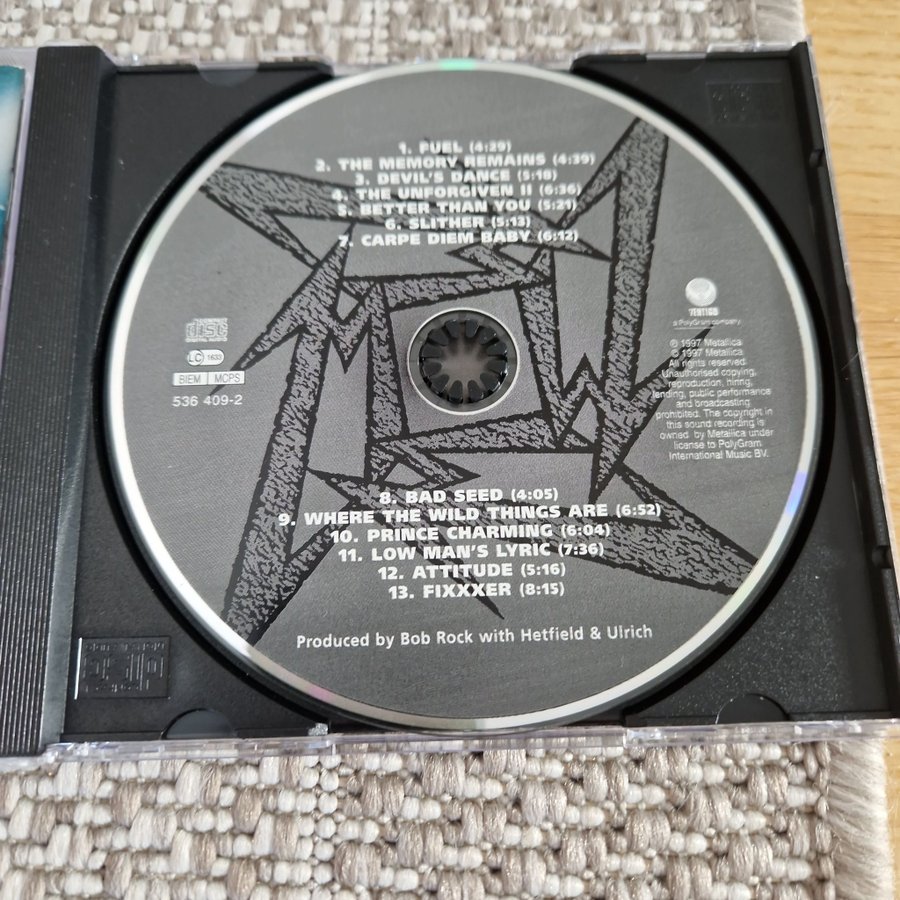 1. FUEL (4:29)
2. THE MEMORY REMAINS (4:39)
3. DEVIL'S DANCE (5:18)
4. THE UNFORGIVEN II (6:36)
5. BETTER THAN YOU (5:21)
6. SLITHER (5:13)
7. CARPE DIEM BABY (6:12)
COMPACT
disc
DIGITAL AUDIO
LC 1633
BIEM MCPS
536 409-2
VERTIGO
a PolyGram company
℗ 1997 Metallica
© 1997 Metallica
All rights reserved.
Unauthorised copying,
reproduction, hiring,
lending, public performance
and broadcasting
prohibited. The copyright in
this sound recording is
owned by Metallica under
license to PolyGram
International Music BV.
8. BAD SEED (4:05)
9. WHERE THE WILD THINGS ARE (6:52)
10. PRINCE CHARMING (6:04)
11. LOW MAN'S LYRIC (7:36)
12. ATTITUDE (5:16)
13. FIXXXER (8:15)
Produced by Bob Rock with Hetfield & Ulrich